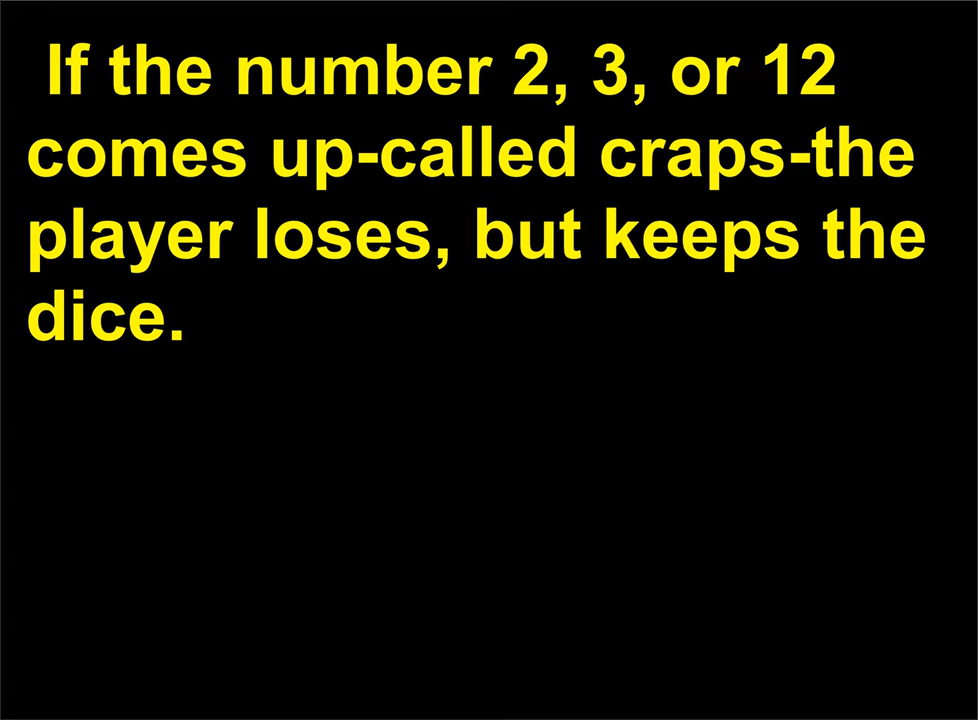 If the number 2, 3, or 12
comes up-called craps-the
player loses, but keeps the
dice.